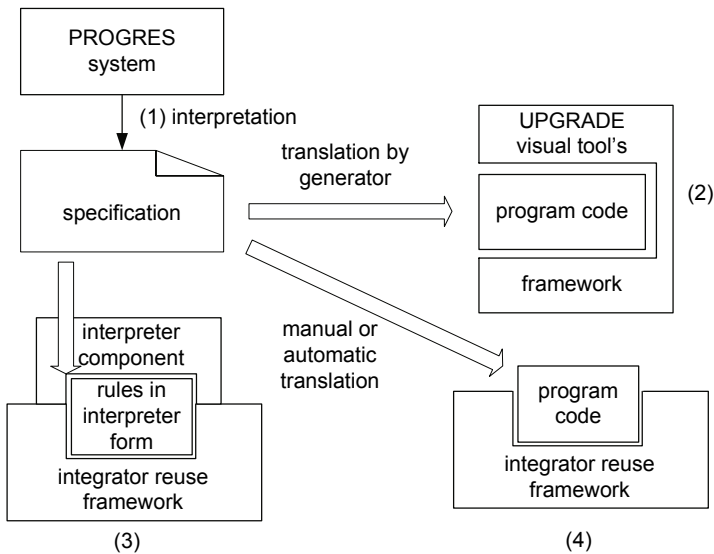 PROGRES
system
(1) interpretation
specification
translation by
generator
UPGRADE
visual tool's
program code
framework
(2)
manual or
automatic
translation
interpreter
component
rules in
interpreter
form
integrator reuse
framework
(3)
program
code
integrator reuse
framework
(4)